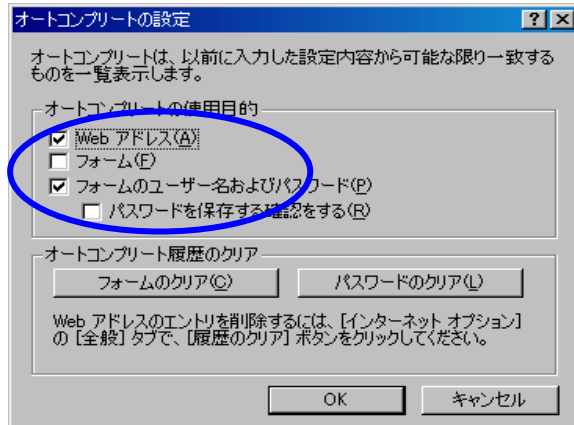 オートコンプリートの設定
オートコンプリートは、以前に入力した設定内容から可能な限り一致する
ものを一覧表示します。
オートコンプリートの使用目的
Web アドレス(A)
フォーム(F)
フォームのユーザー名およびパスワード(P)
パスワードを保存する確認をする(R)
オートコンプリート履歴のクリア
フォームのクリア(C)
パスワードのクリア(L)
Web アドレスのエントリを削除するには、[インターネット オプション]
の [全般] タブで、[履歴のクリア] ボタンをクリックしてください。
OK
キャンセル